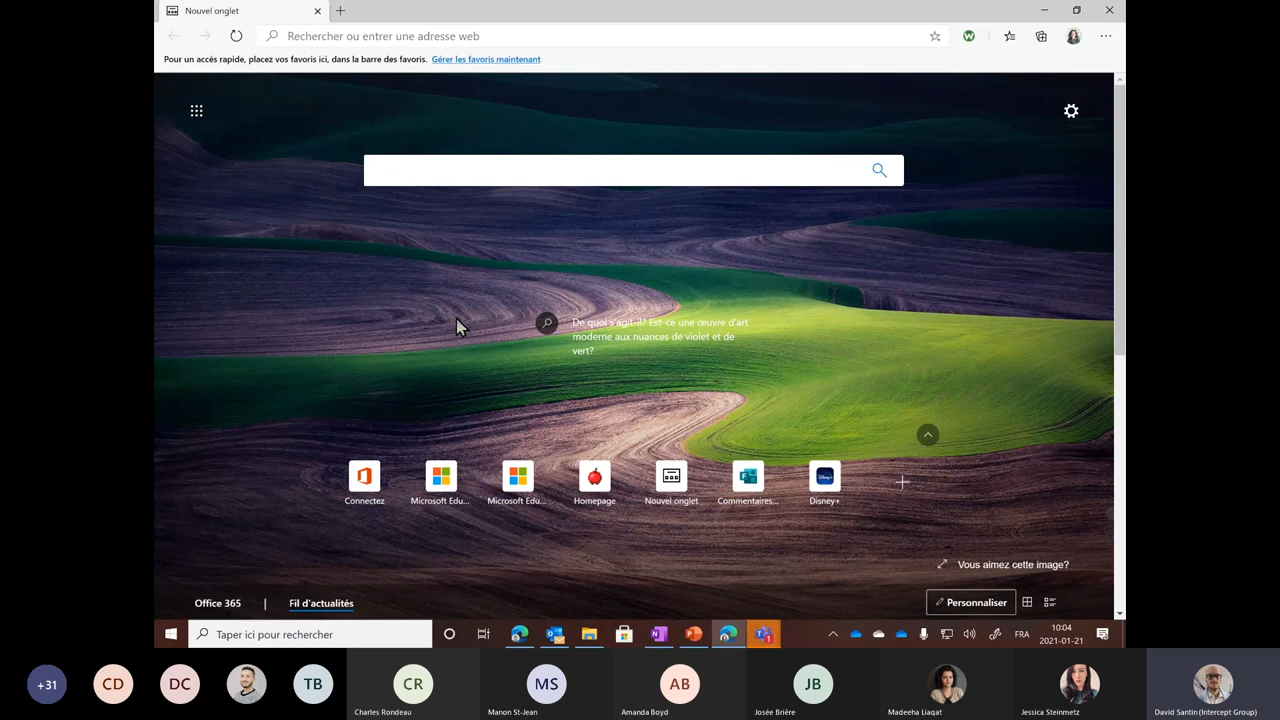 Nouvel onglet
Rechercher ou entrer une adresse web
Pour un accès rapide, placez vos favoris ici, dans la barre des favoris. Gérer les favoris maintenant
De quoi s'agit-il? Est-ce une œuvre d'art
moderne aux nuances de violet et de
vert?
Connectez
Microsoft Edu...
Microsoft Edu...
Homepage
Nouvel onglet
Commentaires...
Disney+
Vous aimez cette image?
Office 365 | Fil d'actualités
Personnaliser
Taper ici pour rechercher
FRA
10:04
2021-01-21
+31
CD
DC
TB
CR
MS
AB
JB
Charles Rondeau
Manon St-Jean
Amanda Boyd
Josée Brière
Madeeha Liaqat
Jessica Steinmetz
David Santin (Intercept Group)